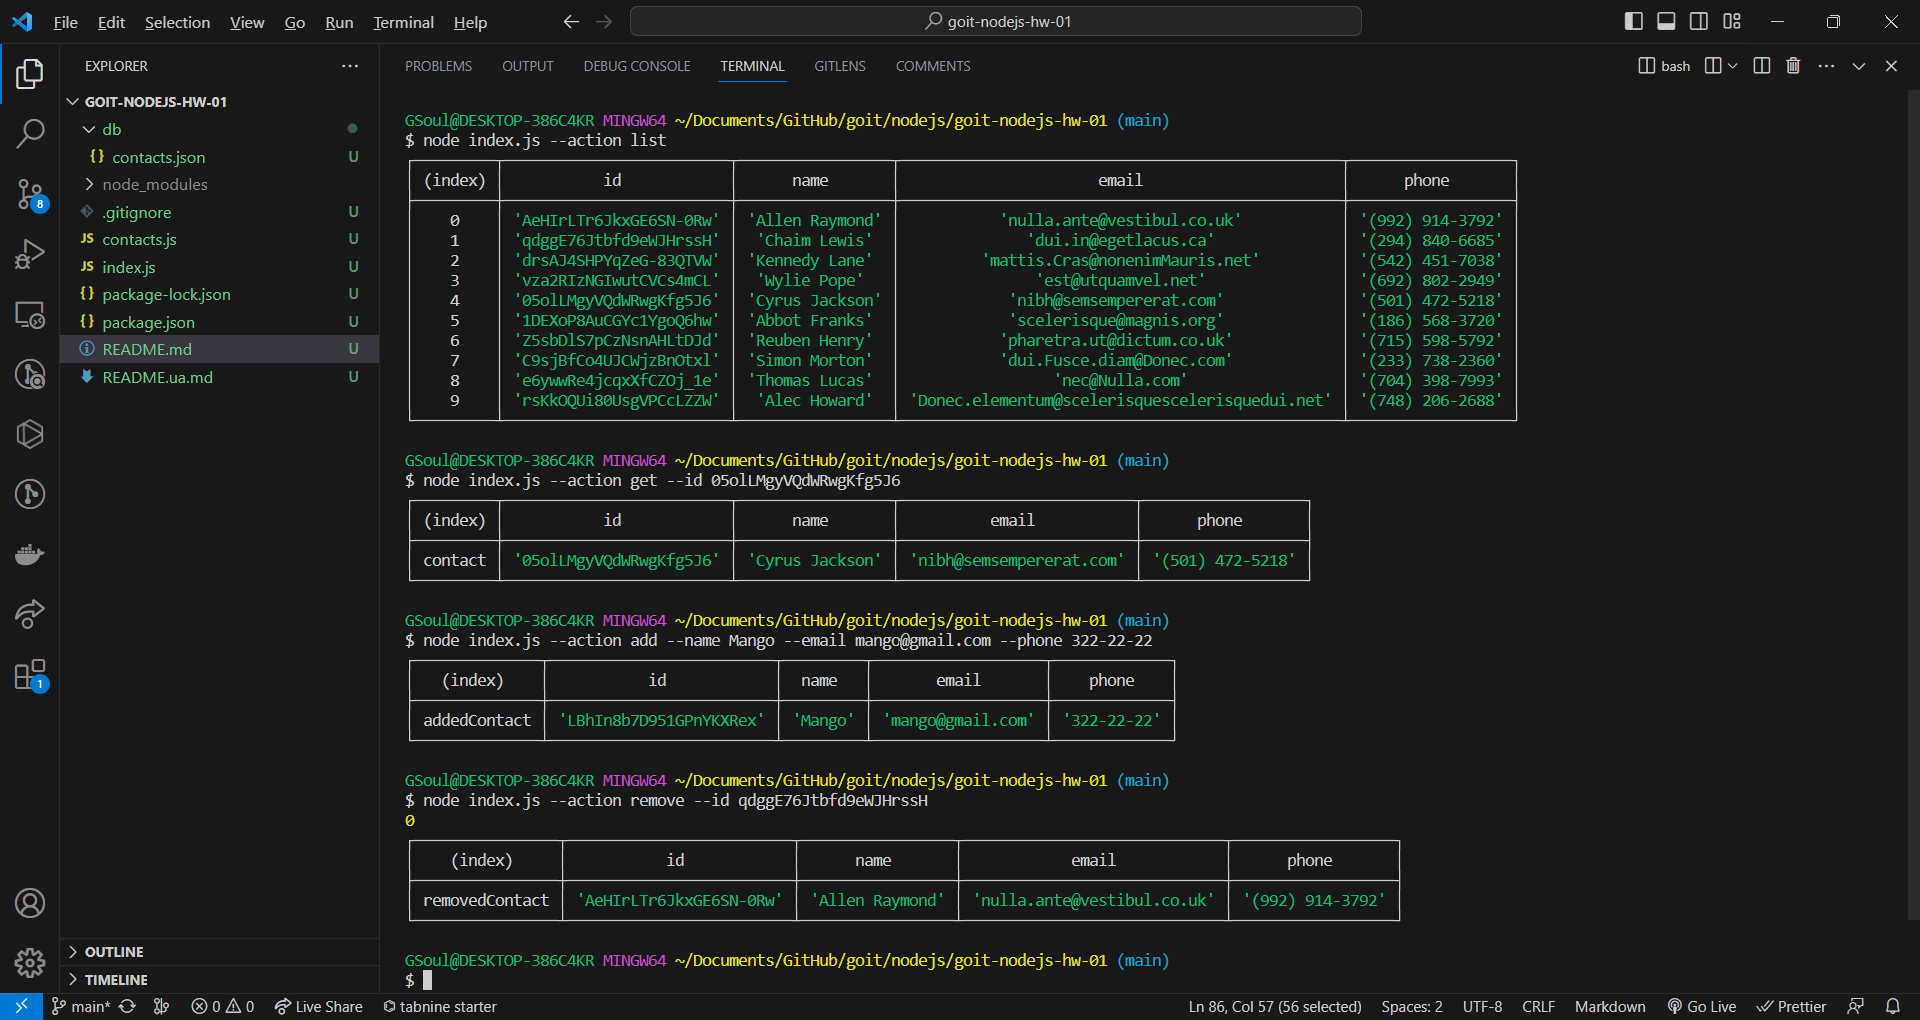 File Edit Selection View Go Run Terminal Help goit-nodejs-hw-01
EXPLORER
GOIT-NODEJS-HW-01
db
contacts.json U
node_modules
.gitignore U
contacts.js U
index.js U
package-lock.json U
package.json U
README.md U
README.ua.md U
OUTLINE
TIMELINE
8
1
PROBLEMS OUTPUT DEBUG CONSOLE TERMINAL GITLENS COMMENTS bash
GSoul@DESKTOP-386C4KR MINGW64 ~/Documents/GitHub/goit/nodejs/goit-nodejs-hw-01 (main)
$ node index.js --action list
(index) id name email phone
0 'AeHIrLTr6JkxGE6SN-0Rw' 'Allen Raymond' 'nulla.ante@vestibul.co.uk' '(992) 914-3792'
1 'qdggE76Jtbfd9eWJHrssH' 'Chaim Lewis' 'dui.in@egetlacus.ca' '(294) 840-6685'
2 'drsAJ4SHPYqZeG-83QTVW' 'Kennedy Lane' 'mattis.Cras@nonenimMauris.net' '(542) 451-7038'
3 'vza2RIzNGIwutCVCs4mCL' 'Wylie Pope' 'est@utquamvel.net' '(692) 802-2949'
4 '05olLMgyVQdWRwgKfg5J6' 'Cyrus Jackson' 'nibh@semsempererat.com' '(501) 472-5218'
5 '1DEXoP8AuCGYc1YgoQ6hw' 'Abbot Franks' 'scelerisque@magnis.org' '(186) 568-3720'
6 'Z5sbDlS7pCzNsnAHLtDJd' 'Reuben Henry' 'pharetra.ut@dictum.co.uk' '(715) 598-5792'
7 'C9sjBfCo4UJCWjzBnOtxl' 'Simon Morton' 'dui.Fusce.diam@Donec.com' '(233) 738-2360'
8 'e6ywwRe4jcqxXfCZOj_1e' 'Thomas Lucas' 'nec@Nulla.com' '(704) 398-7993'
9 'rsKkOQUi80UsgVPCcLZZW' 'Alec Howard' 'Donec.elementum@scelerisquescelerisquedui.net' '(748) 206-2688'
GSoul@DESKTOP-386C4KR MINGW64 ~/Documents/GitHub/goit/nodejs/goit-nodejs-hw-01 (main)
$ node index.js --action get --id 05olLMgyVQdWRwgKfg5J6
(index) id name email phone
contact '05olLMgyVQdWRwgKfg5J6' 'Cyrus Jackson' 'nibh@semsempererat.com' '(501) 472-5218'
GSoul@DESKTOP-386C4KR MINGW64 ~/Documents/GitHub/goit/nodejs/goit-nodejs-hw-01 (main)
$ node index.js --action add --name Mango --email mango@gmail.com --phone 322-22-22
(index) id name email phone
addedContact 'LBhIn8b7D951GPnYKXRex' 'Mango' 'mango@gmail.com' '322-22-22'
GSoul@DESKTOP-386C4KR MINGW64 ~/Documents/GitHub/goit/nodejs/goit-nodejs-hw-01 (main)
$ node index.js --action remove --id qdggE76Jtbfd9eWJHrssH
0
(index) id name email phone
removedContact 'AeHIrLTr6JkxGE6SN-0Rw' 'Allen Raymond' 'nulla.ante@vestibul.co.uk' '(992) 914-3792'
GSoul@DESKTOP-386C4KR MINGW64 ~/Documents/GitHub/goit/nodejs/goit-nodejs-hw-01 (main)
$
main* 0 0 Live Share tabnine starter Ln 86, Col 57 (56 selected) Spaces: 2 UTF-8 CRLF Markdown Go Live Prettier